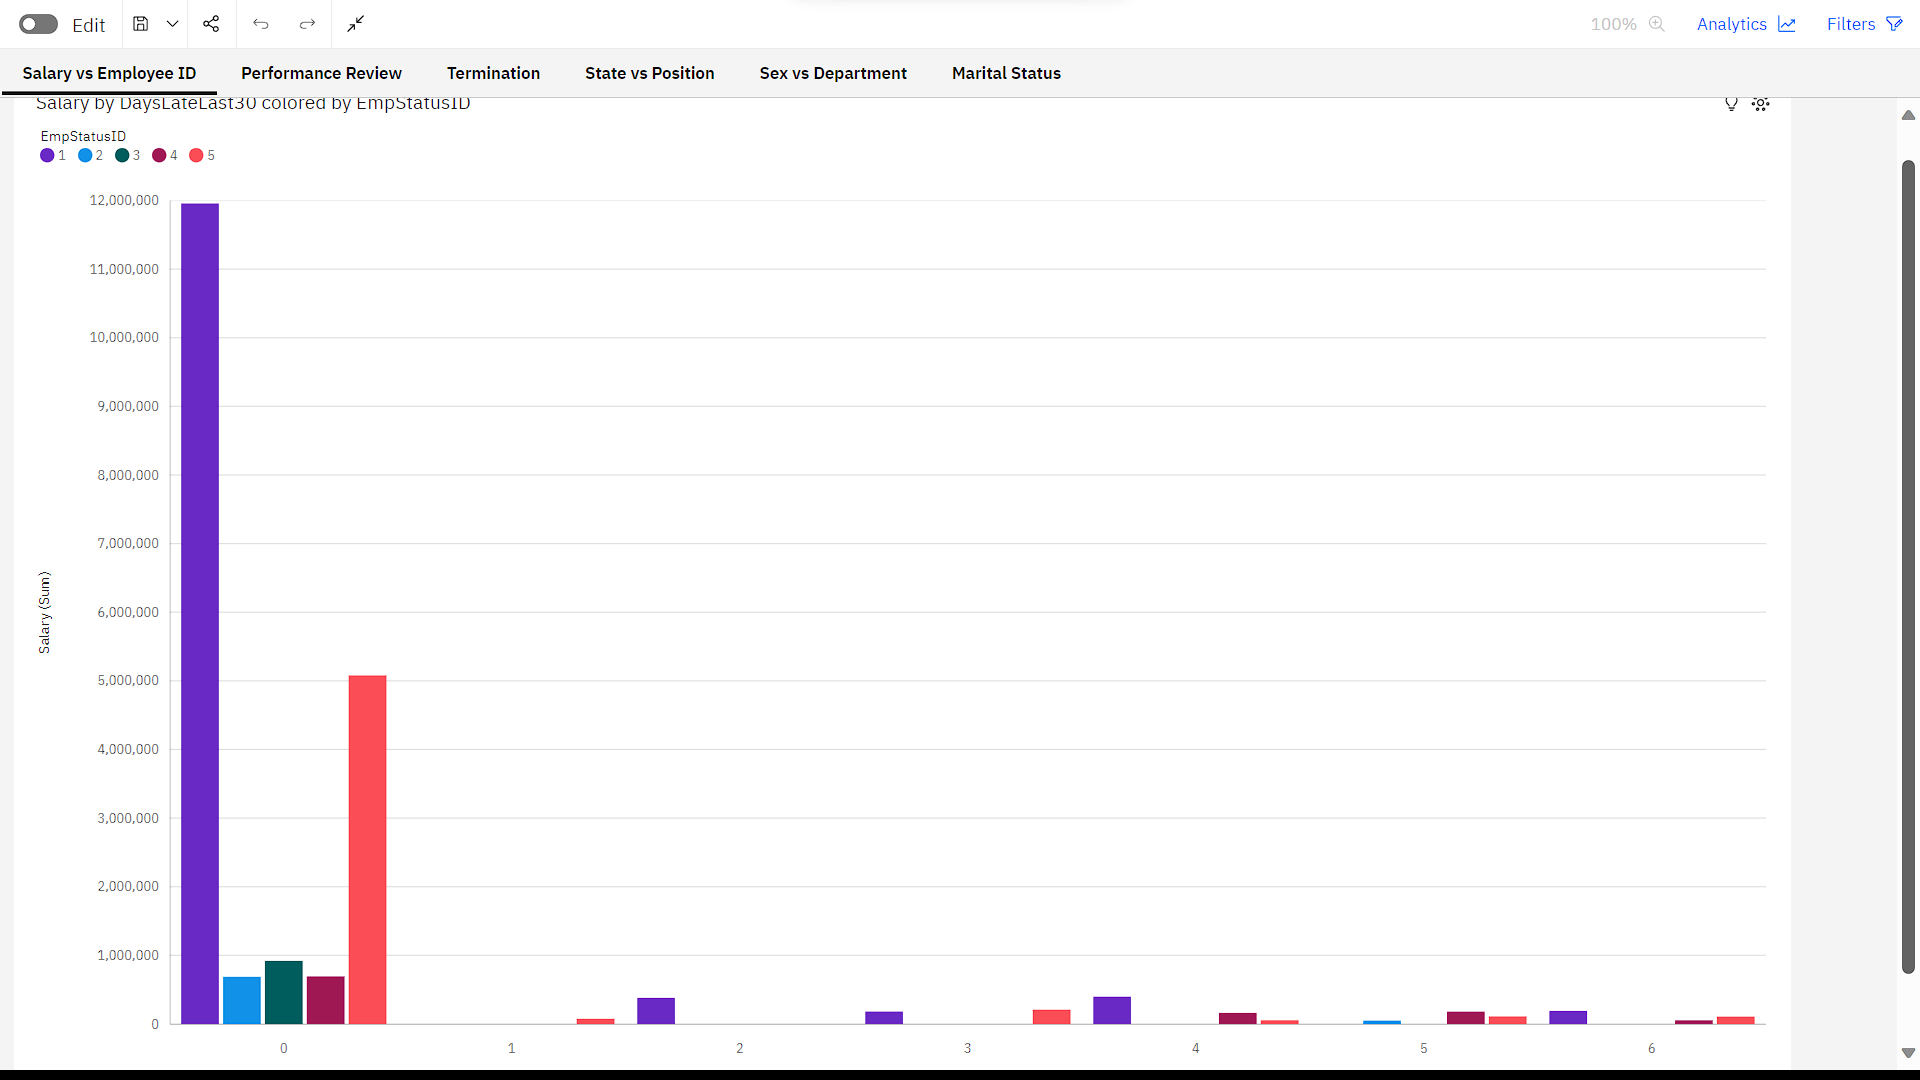 Edit
100%
Analytics
Filters
Salary vs Employee ID
Performance Review
Termination
State vs Position
Sex vs Department
Marital Status
Salary by DaysLateLast30 colored by EmpStatusID
EmpStatusID
1 2 3 4 5
12,000,000
11,000,000
10,000,000
9,000,000
8,000,000
7,000,000
6,000,000
5,000,000
4,000,000
3,000,000
2,000,000
1,000,000
0
Salary (Sum)
0 1 2 3 4 5 6